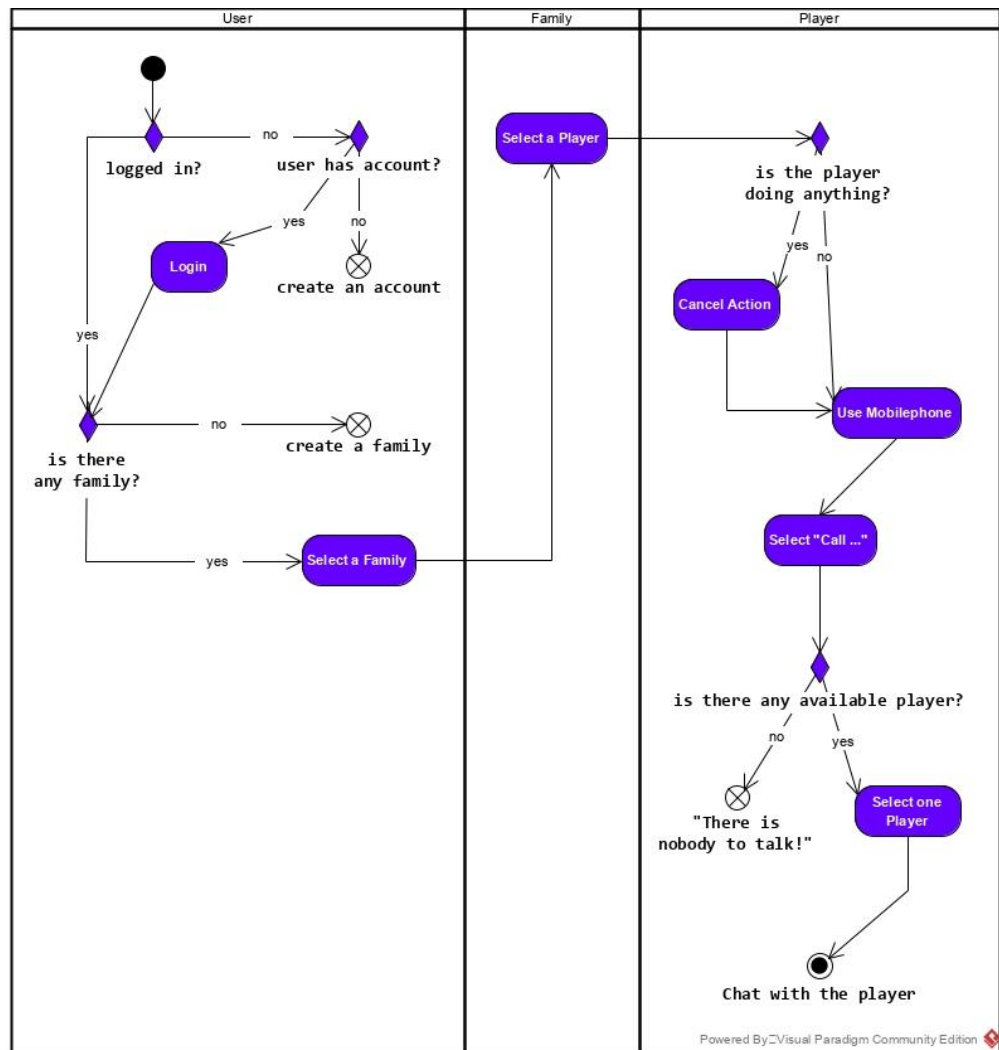 User
Family
Player
no
logged in?
user has account?
Select a Player
is the player
doing anything?
yes
no
yes
no
Login
create an account
Cancel Action
yes
Use Mobilephone
no
create a family
is there
any family?
Select "Call ..."
yes
Select a Family
is there any available player?
no
yes
Select one
Player
"There is
nobody to talk!"
Chat with the player
Powered By Visual Paradigm Community Edition